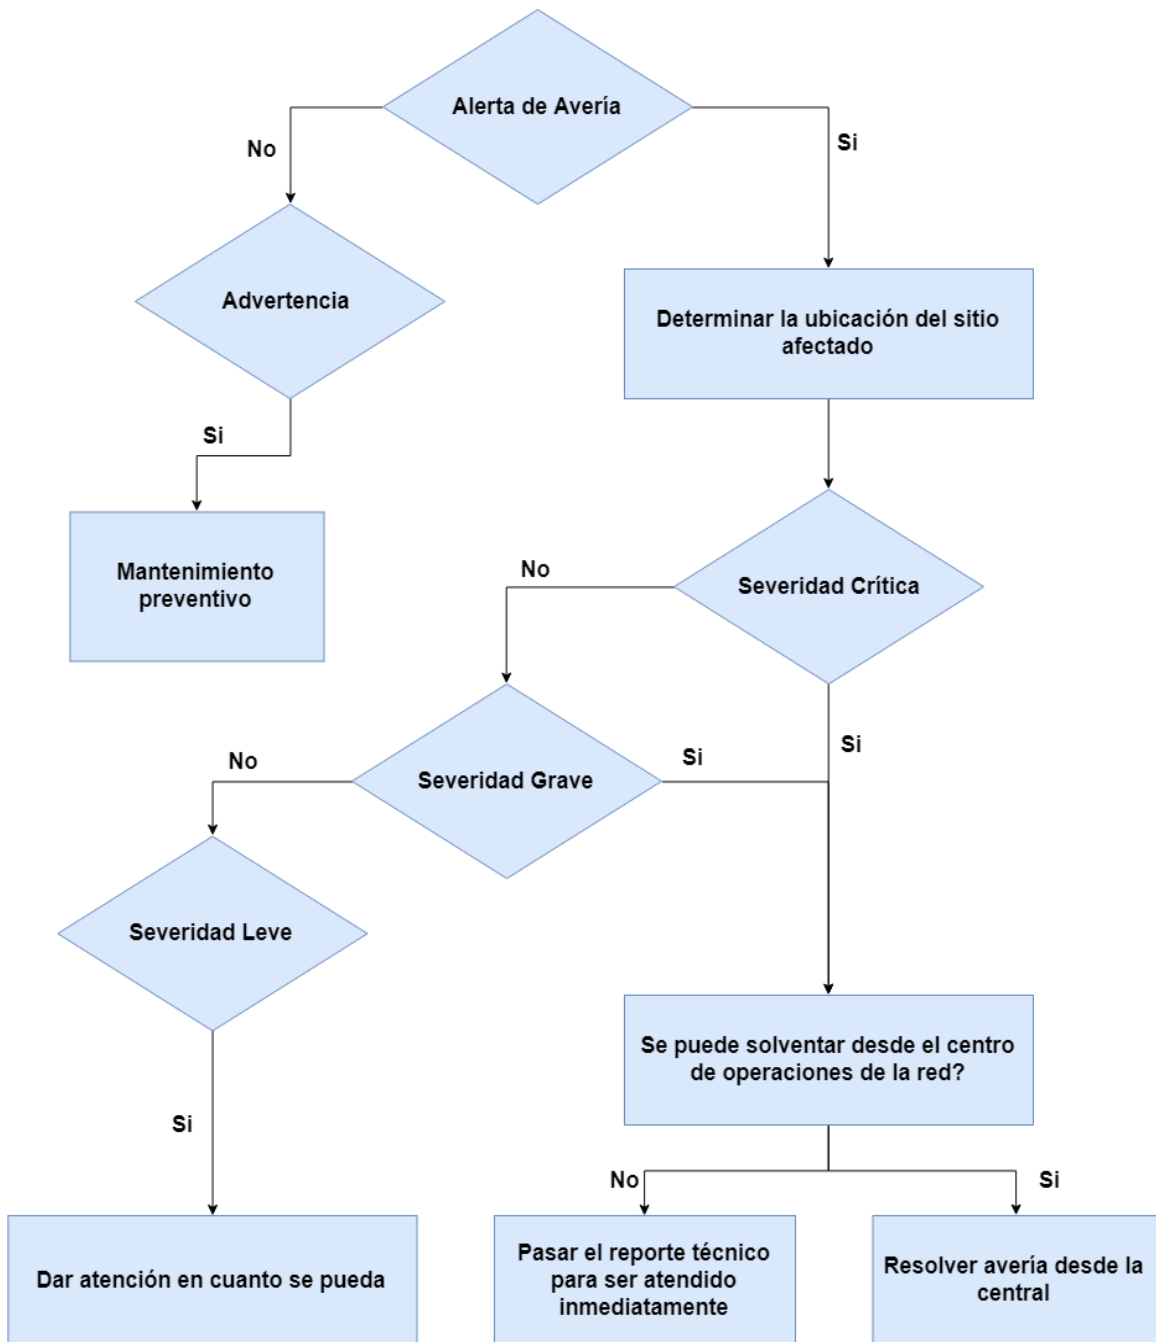 Alerta de Avería
No
Si
Advertencia
Determinar la ubicación del sitio
afectado
Si
Mantenimiento
preventivo
No
Severidad Crítica
Si
No
Severidad Grave
Si
Severidad Leve
Se puede solventar desde el centro
de operaciones de la red?
Si
No
Si
Dar atención en cuanto se pueda
Pasar el reporte técnico
para ser atendido
inmediatamente
Resolver avería desde la
central